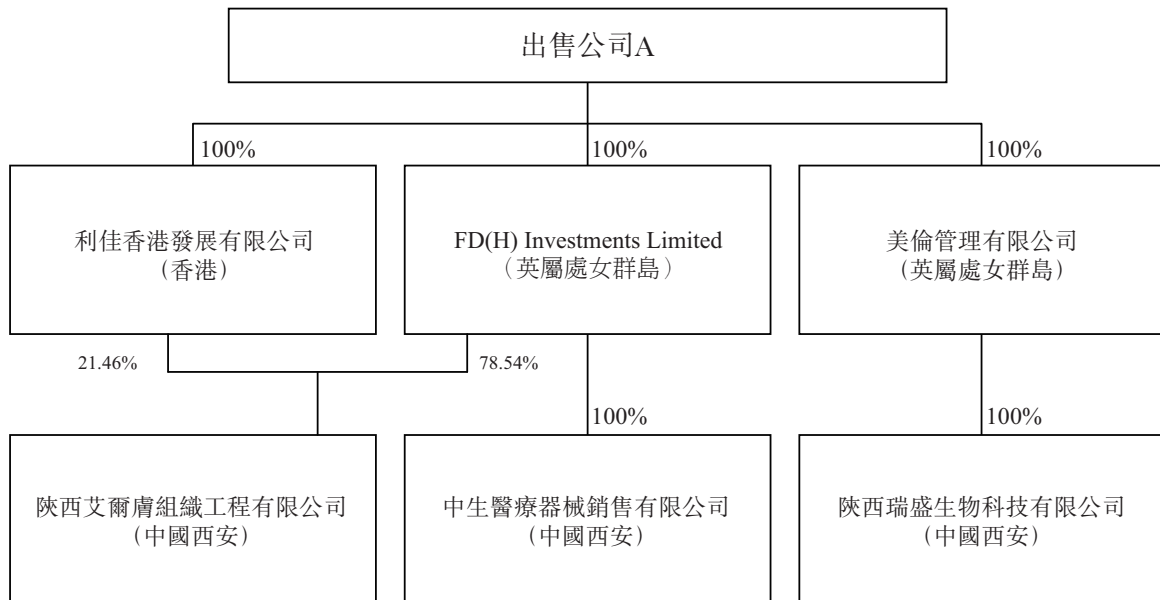 出售公司A
100%
100%
100%
利佳香港發展有限公司
（香港）
FD(H) Investments Limited
（英屬處女群島）
美倫管理有限公司
（英屬處女群島）
21.46%
78.54%
100%
100%
陝西艾爾膚組織工程有限公司
（中國西安）
中生醫療器械銷售有限公司
（中國西安）
陝西瑞盛生物科技有限公司
（中國西安）